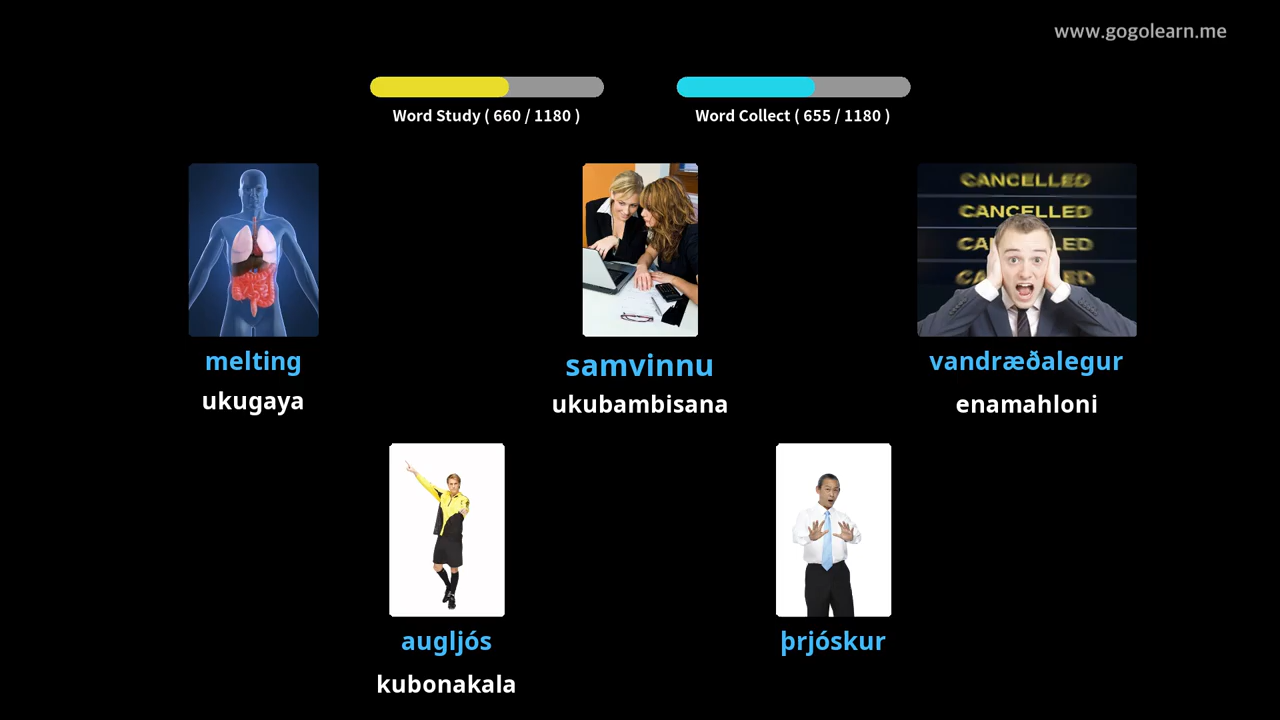 www.gogolearn.me
Word Study ( 660 / 1180 )
Word Collect ( 655 / 1180 )
CANCELLED
CANCELLED
melting
samvinnu
vandræðalegur
ukugaya
ukubambisana
enamahloni
augljós
þrjóskur
kubonakala